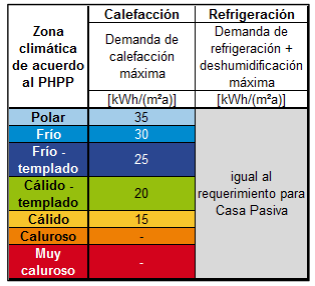 Zona
climática
de acuerdo
al PHPP
Calefacción
Refrigeración
Demanda de
calefacción
máxima
Demanda de
refrigeración +
deshumidificación
máxima
[kWh/(m²a)]
[kWh/(m²a)]
Polar
35
Frío
30
Frío -
templado
25
Cálido -
templado
20
Cálido
15
Caluroso
-
Muy
caluroso
-
igual al
requerimiento para
Casa Pasiva